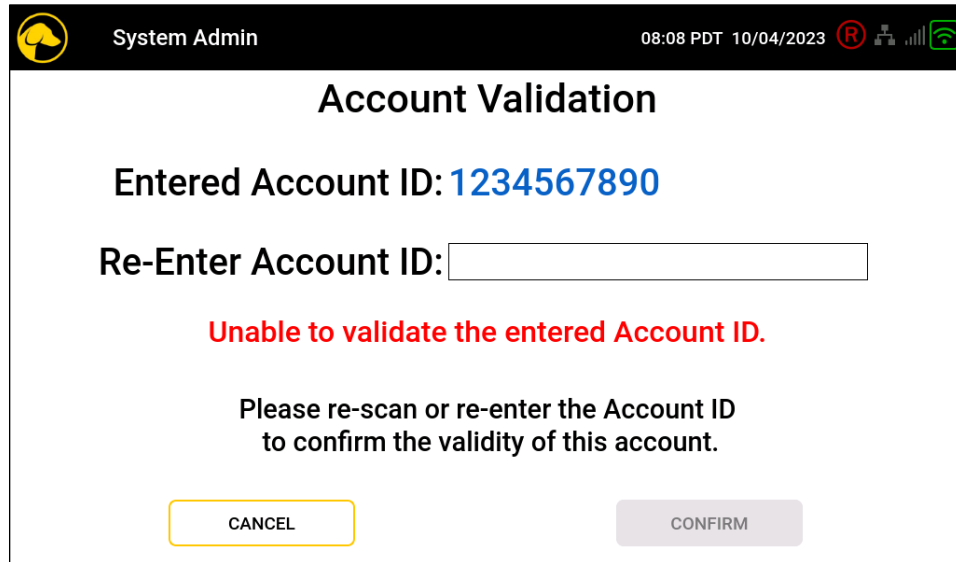 System Admin 08:08 PDT 10/04/2023 R
Account Validation
Entered Account ID: 1234567890
Re-Enter Account ID:
Unable to validate the entered Account ID.
Please re-scan or re-enter the Account ID
to confirm the validity of this account.
CANCEL CONFIRM